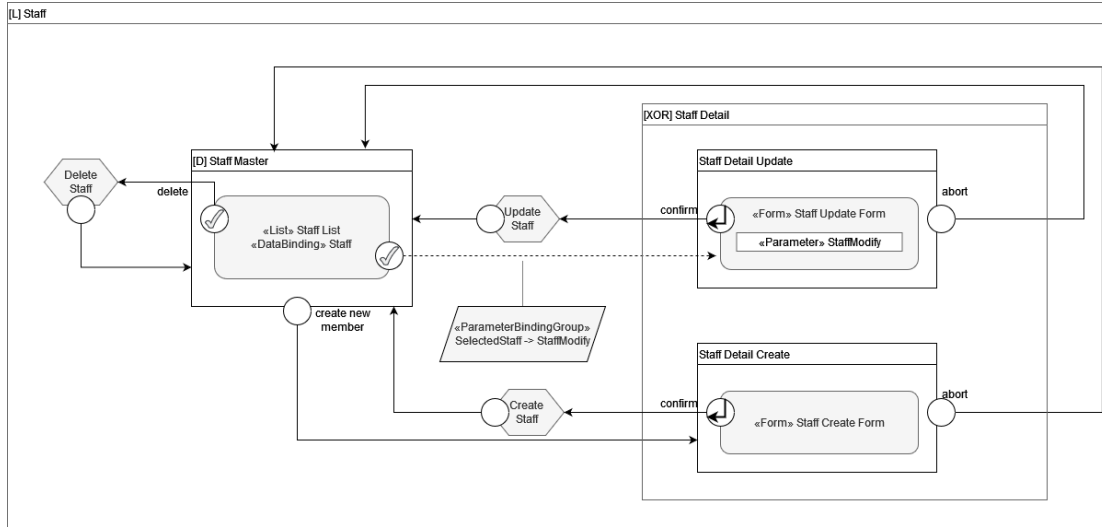 [L] Staff
[XOR] Staff Detail
[D] Staff Master
Staff Detail Update
Delete
Staff
delete
«List» Staff List
«DataBinding» Staff
Update
Staff
confirm
«Form» Staff Update Form
«Parameter» StaffModify
abort
create new
member
«ParameterBindingGroup»
SelectedStaff -> StaffModify
Staff Detail Create
Create
Staff
confirm
«Form» Staff Create Form
abort